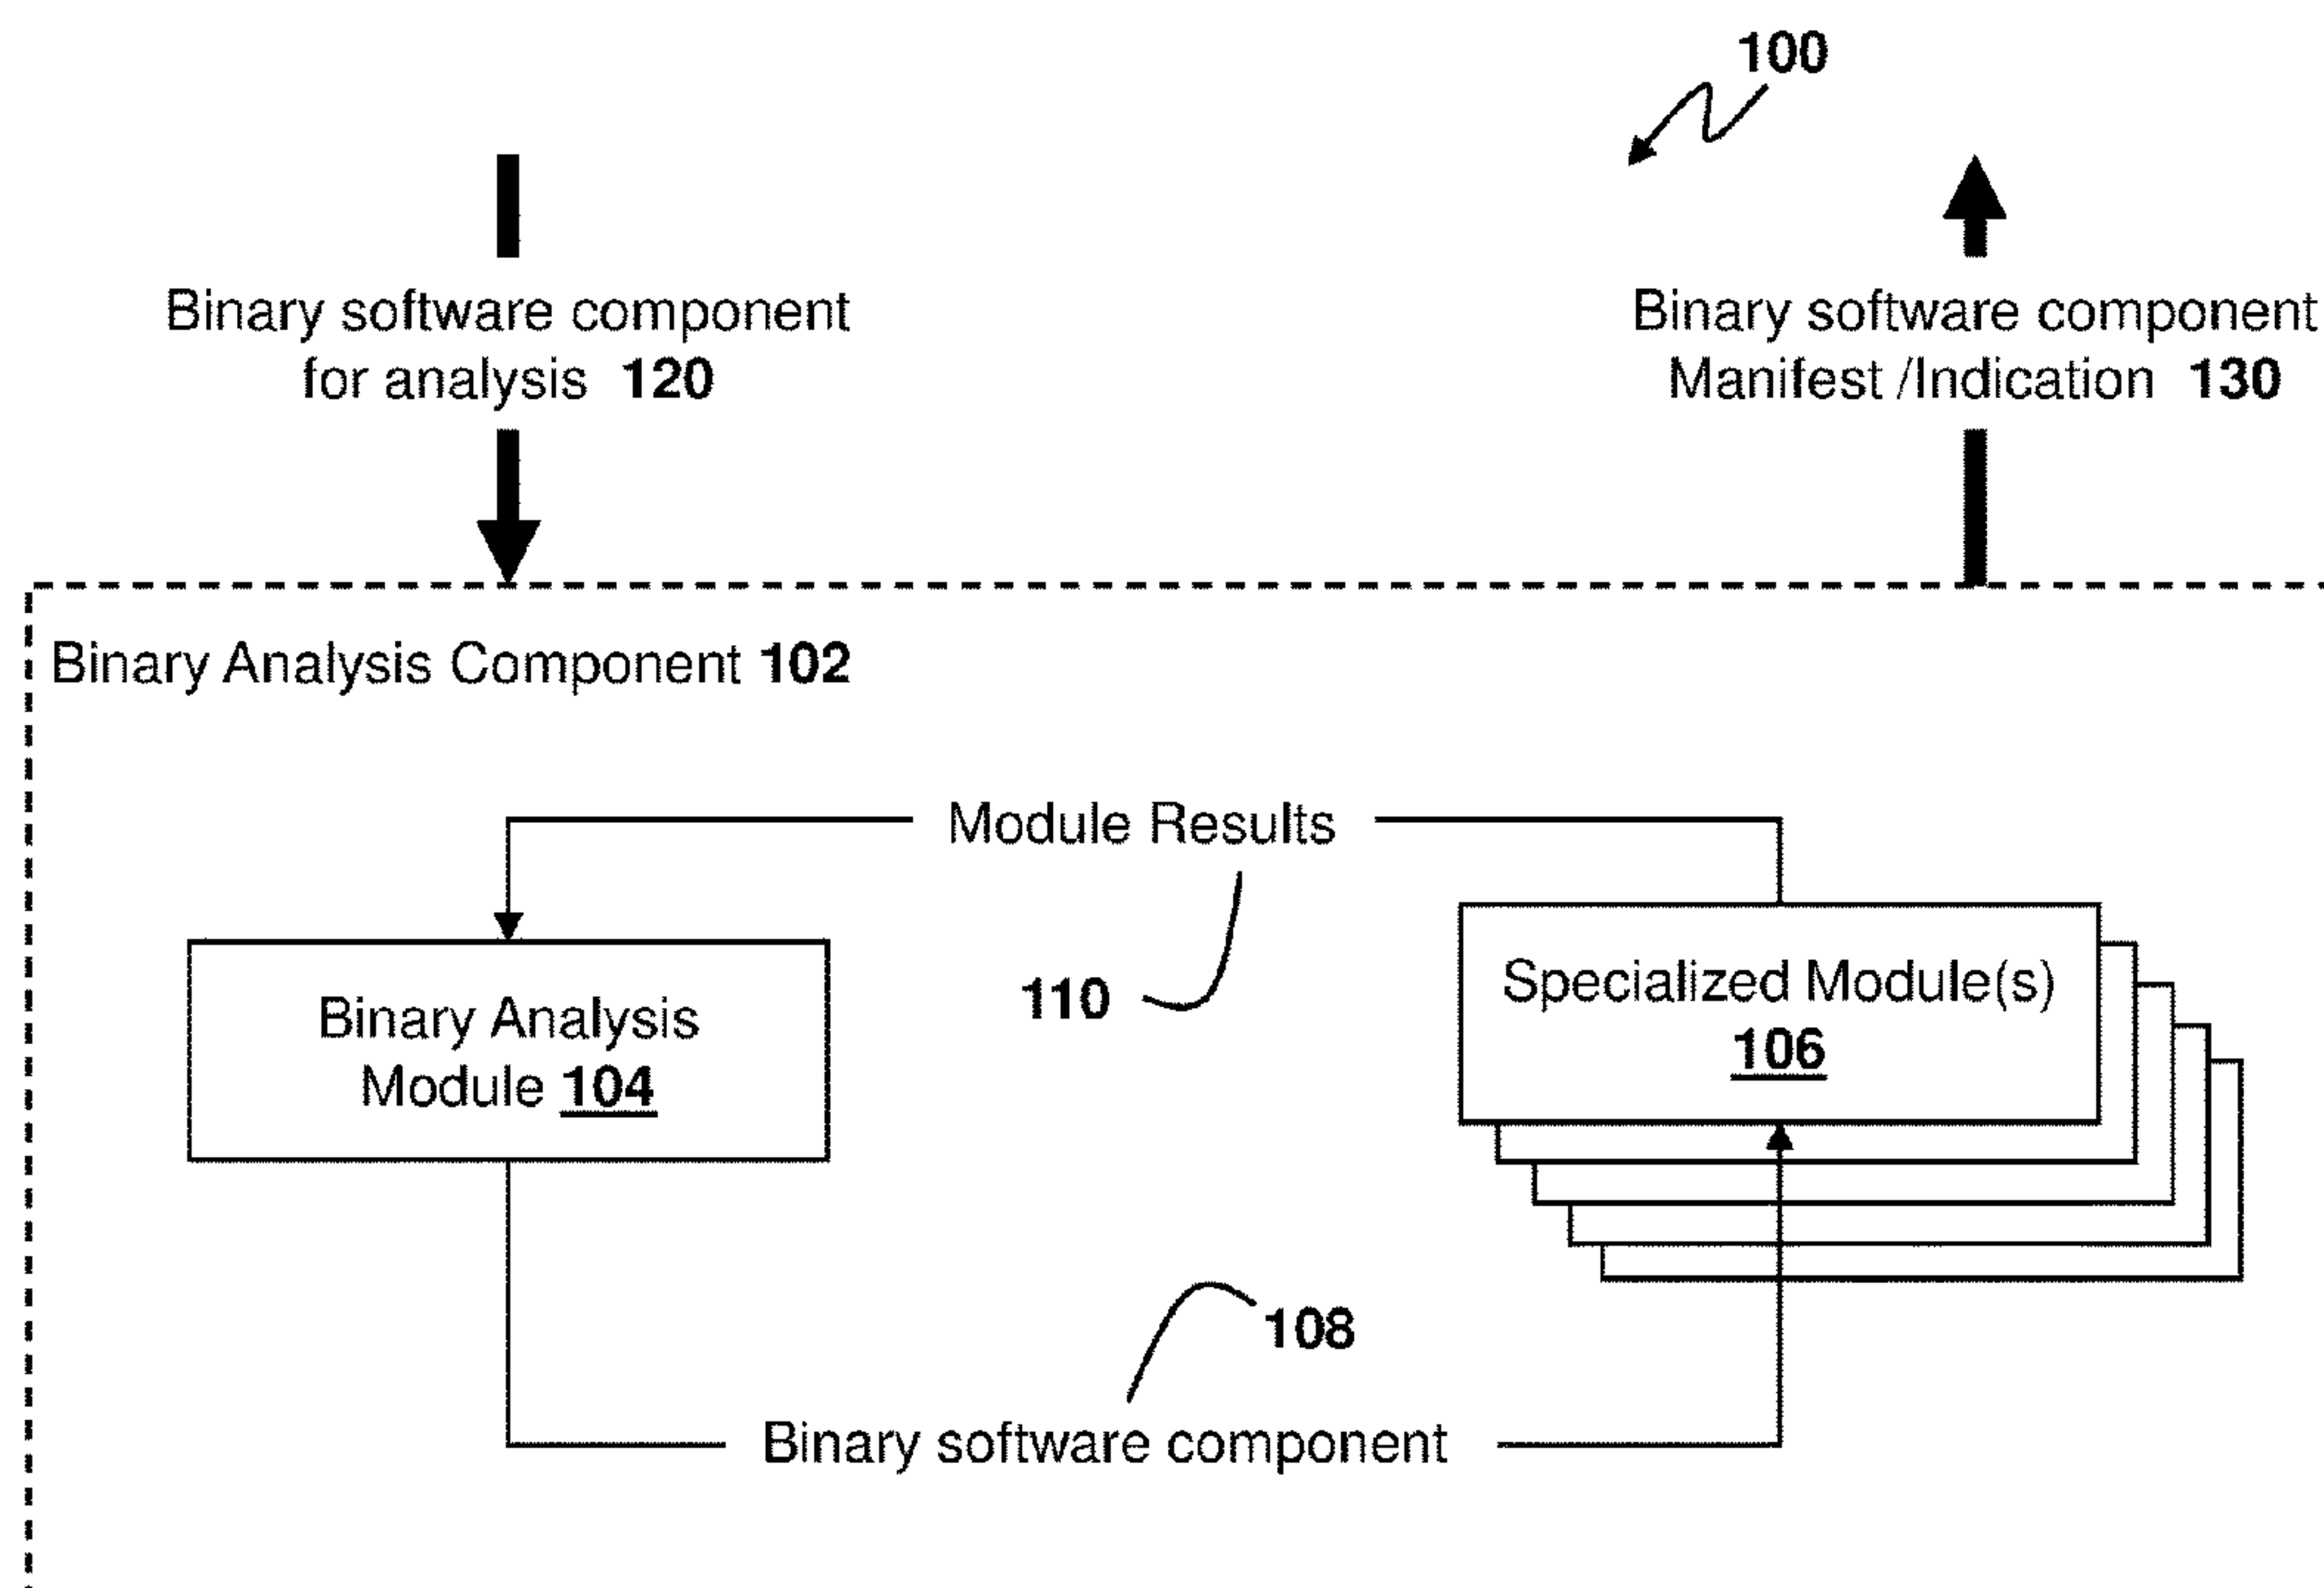 100
Binary software component
for analysis 120
Binary software component
Manifest /Indication 130
Binary Analysis Component 102
Module Results
110
Binary Analysis
Module 104
Specialized Module(s)
106
108
Binary software component